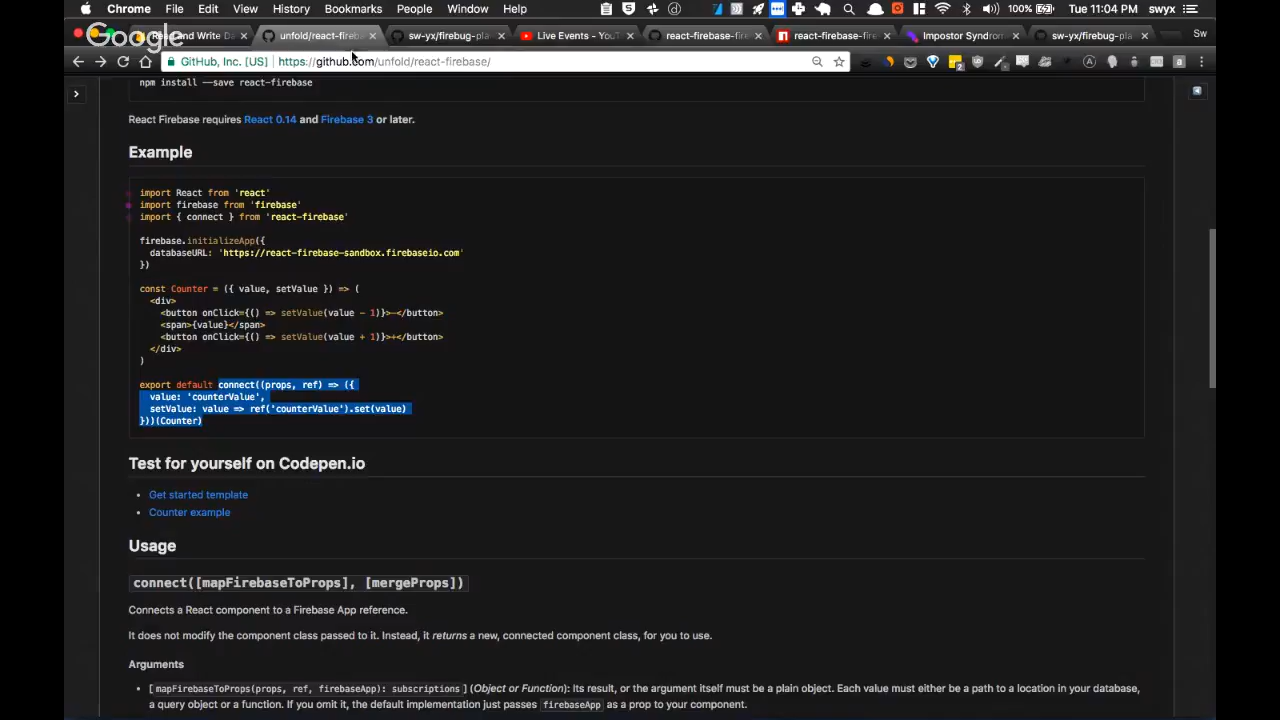 Chrome File Edit View History Bookmarks People Window Help 100% Tue 11:04 PM swyx
Google
Read and Write Da unfold/react-fireba sw-yx/firebug-pla Live Events - YouT react-firebase-fire react-firebase-fire Impostor Syndrom sw-yx/firebug-pla Sw
GitHub, Inc. [US] | https://github.com/unfold/react-firebase/
npm install --save react-firebase
React Firebase requires React 0.14 and Firebase 3 or later.
Example
import React from 'react'
import firebase from 'firebase'
import { connect } from 'react-firebase'
firebase.initializeApp({
databaseURL: 'https://react-firebase-sandbox.firebaseio.com'
})
const Counter = ({ value, setValue }) => (
<div>
<button onClick={() => setValue(value - 1)}>-</button>
<span>{value}</span>
<button onClick={() => setValue(value + 1)}>+</button>
</div>
)
export default connect((props, ref) => ({
value: 'counterValue',
setValue: value => ref('counterValue').set(value)
}))(Counter)
Test for yourself on Codepen.io
• Get started template
• Counter example
Usage
connect([mapFirebaseToProps], [mergeProps])
Connects a React component to a Firebase App reference.
It does not modify the component class passed to it. Instead, it returns a new, connected component class, for you to use.
Arguments
• [mapFirebaseToProps(props, ref, firebaseApp): subscriptions] (Object or Function): Its result, or the argument itself must be a plain object. Each value must either be a path to a location in your database,
a query object or a function. If you omit it, the default implementation just passes firebaseApp as a prop to your component.